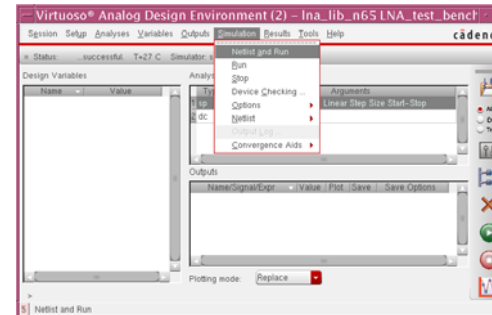 Virtuoso® Analog Design Environment (2) - lna_lib_n65 LNA_test_bench
Session Setup Analyses Variables Outputs Simulation Results Tools Help
cādenc
Status: ...successful T=27 C Simulator: s
Netlist and Run
Run
Stop
Device Checking ...
Options
Netlist
Output Log ...
Convergence Aids
Design Variables
Name Value
Analys
Ty Arguments
1 sp Linear Step Size Start-Stop
2 dc
Outputs
Name/Signal/Expr Value Plot Save Save Options
Plotting mode: Replace
>
5 Netlist and Run